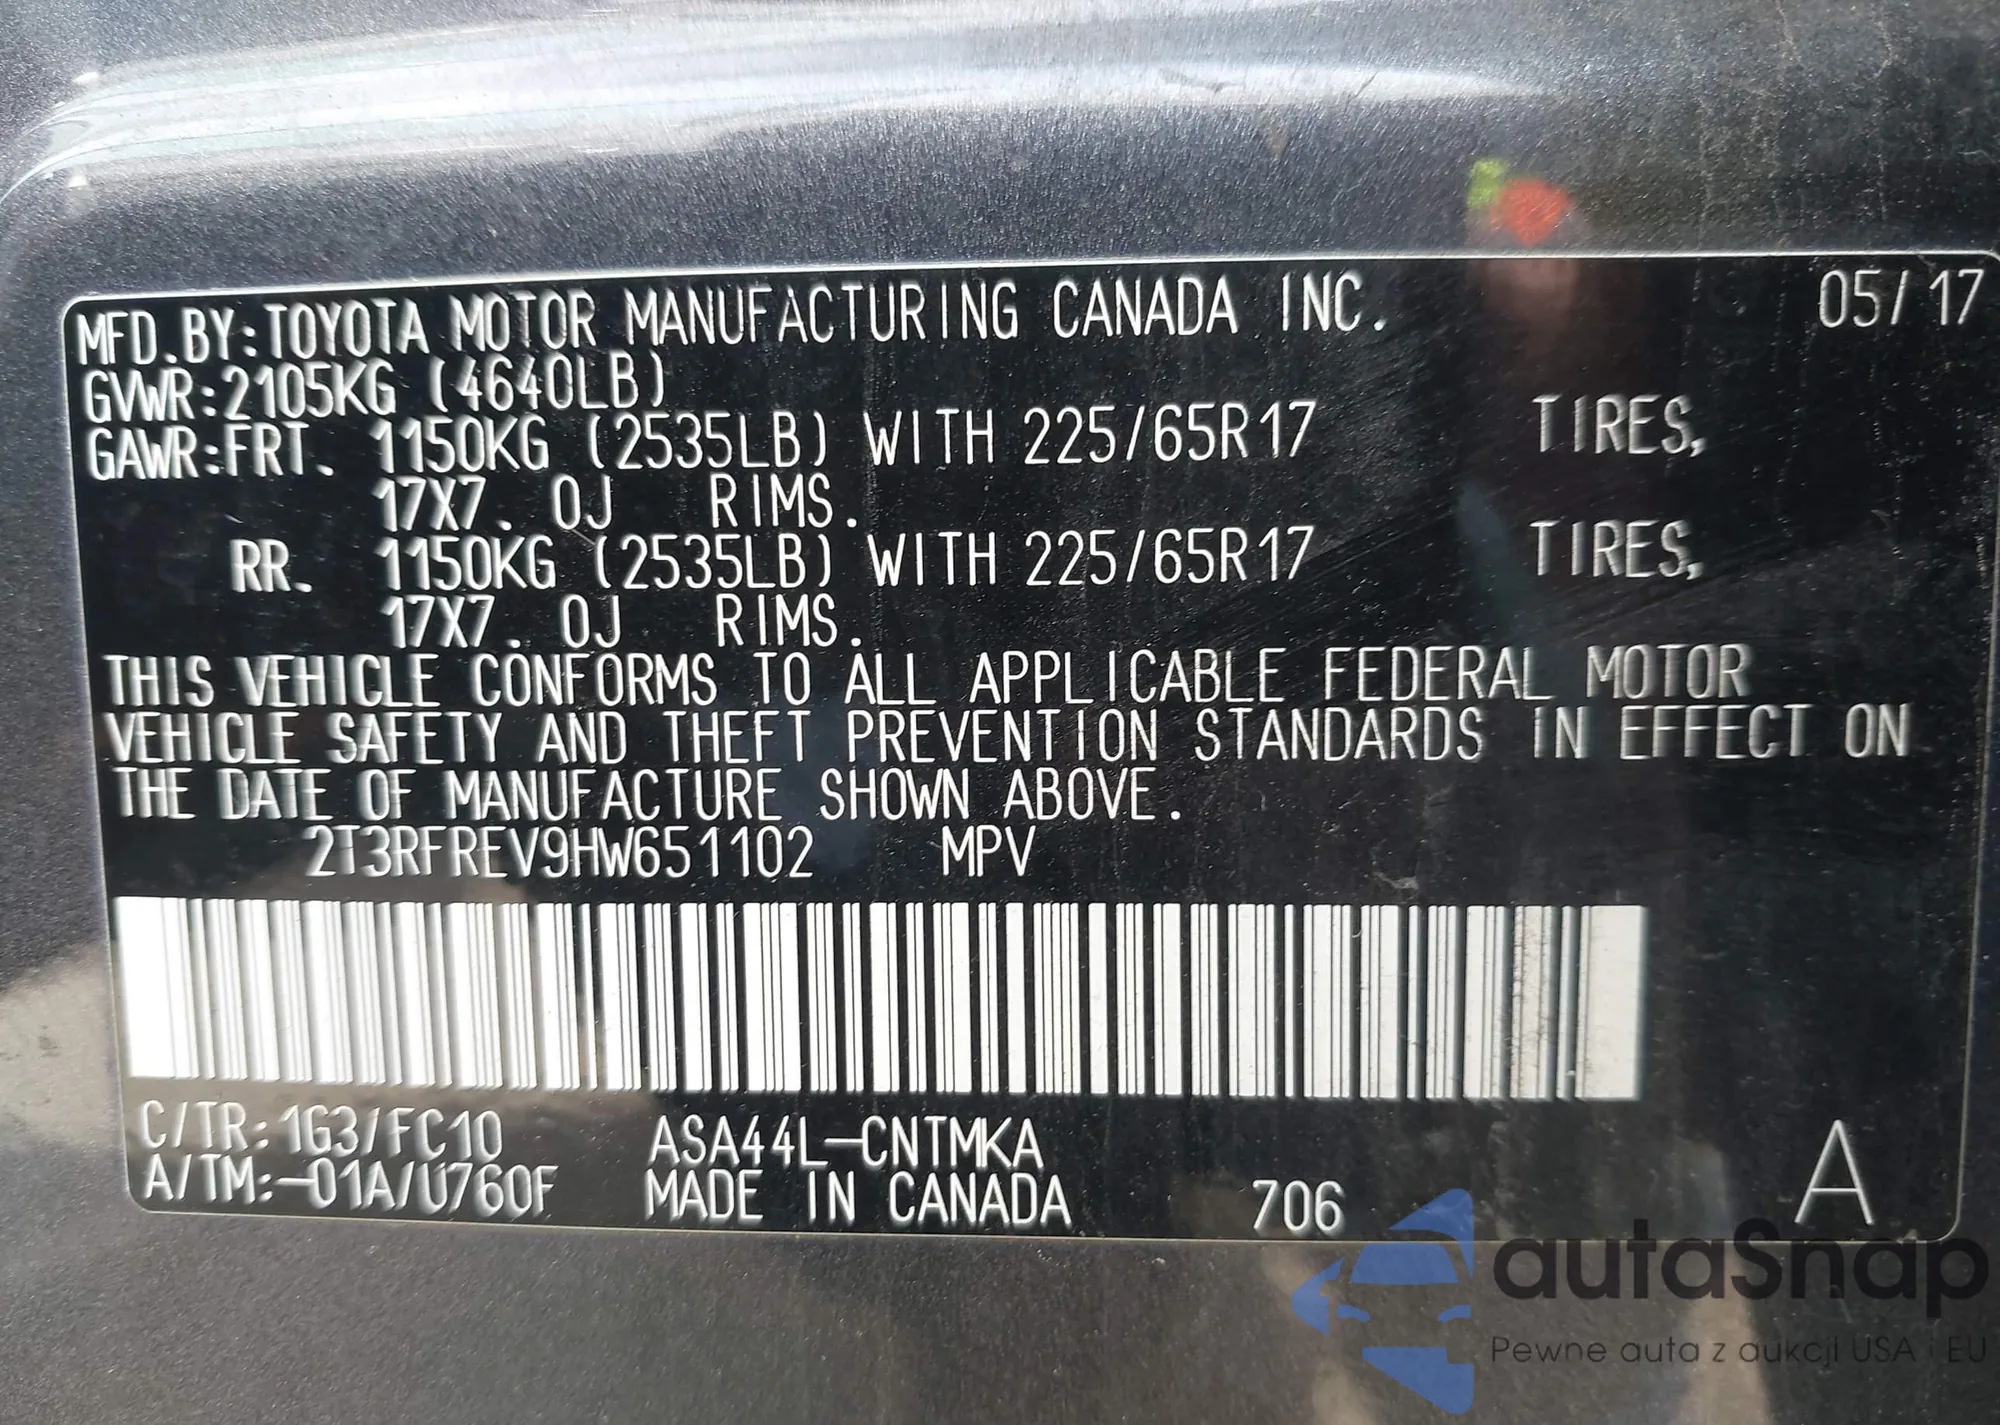 MFD.BY:TOYOTA MOTOR MANUFACTURING CANADA INC. 05/17
GVWR:2105KG (4640LB)
GAWR:FRT. 1150KG (2535LB) WITH 225/65R17 TIRES,
17X7.0J RIMS.
RR. 1150KG (2535LB) WITH 225/65R17 TIRES,
17X7.0J RIMS.
THIS VEHICLE CONFORMS TO ALL APPLICABLE FEDERAL MOTOR
VEHICLE SAFETY AND THEFT PREVENTION STANDARDS IN EFFECT ON
THE DATE OF MANUFACTURE SHOWN ABOVE.
2T3RFREV9HW651102 MPV
C/TR:1G3/FC10 ASA44L-CNTMKA
A/TM:-01A/U760F MADE IN CANADA 706 A
autaSnap
Pewne auta z aukcji USA i EU